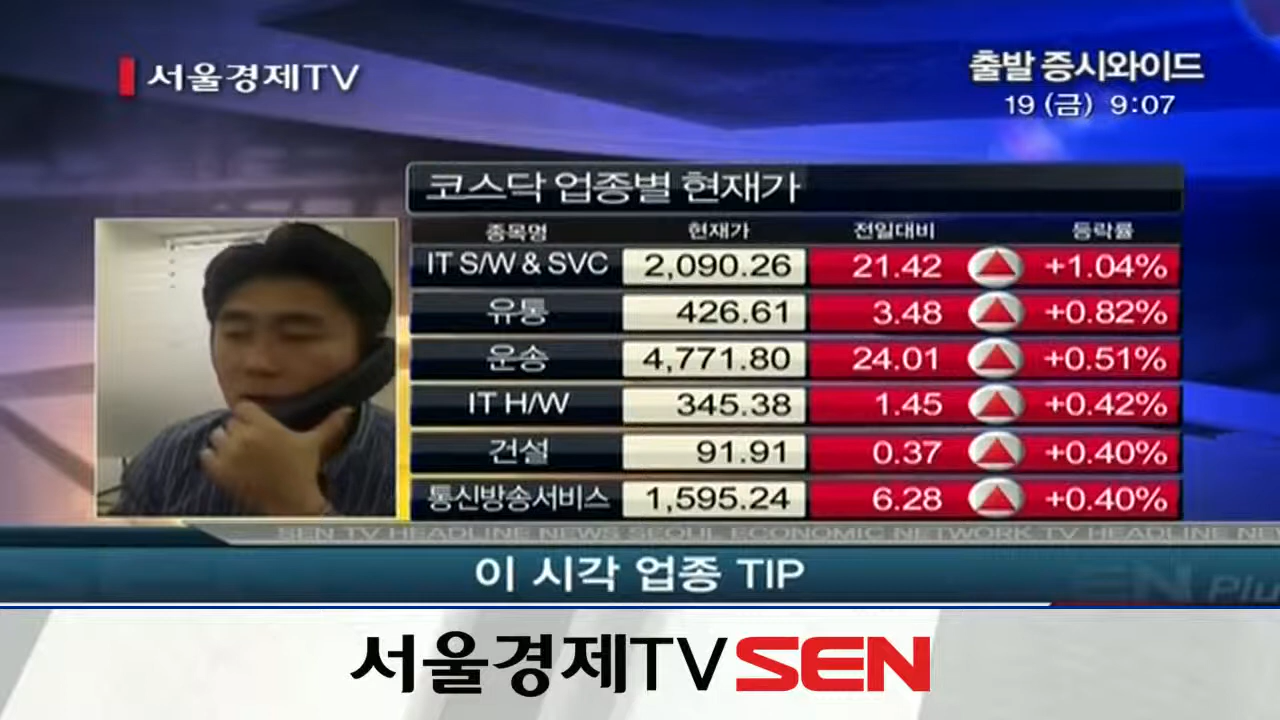 서울경제TV
출발 증시와이드
19 (금) 9:07
코스닥 업종별 현재가
종목명 현재가 전일대비 등락률
IT S/W & SVC 2,090.26 21.42 +1.04%
유통 426.61 3.48 +0.82%
운송 4,771.80 24.01 +0.51%
IT H/W 345.38 1.45 +0.42%
건설 91.91 0.37 +0.40%
통신방송서비스 1,595.24 6.28 +0.40%
SEN TV HEADLINE NEWS SEOUL ECONOMIC NETWORK TV HEADLINE NE
이 시각 업종 TIP
EN Plu
서울경제TV SEN